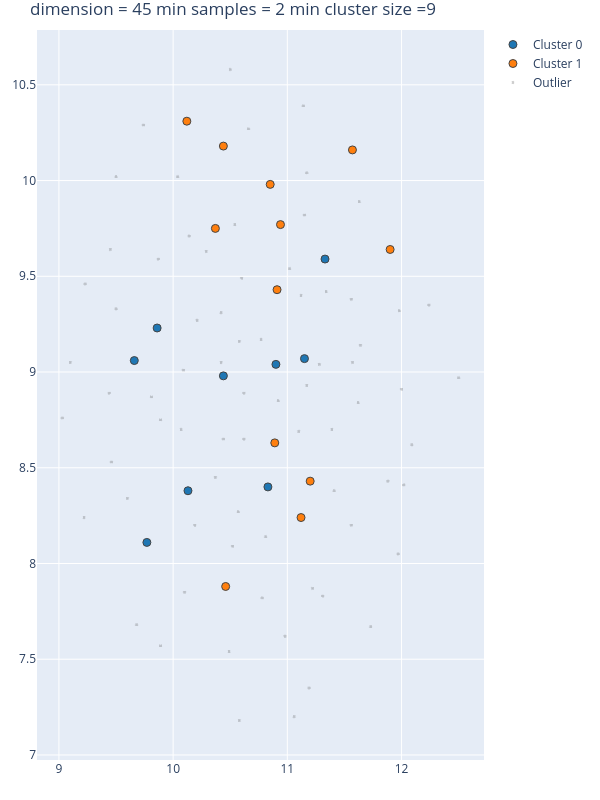 dimension = 45 min samples = 2 min cluster size =9
Cluster 0
Cluster 1
Outlier
10.5
10
9.5
9
8.5
8
7.5
7
9 10 11 12